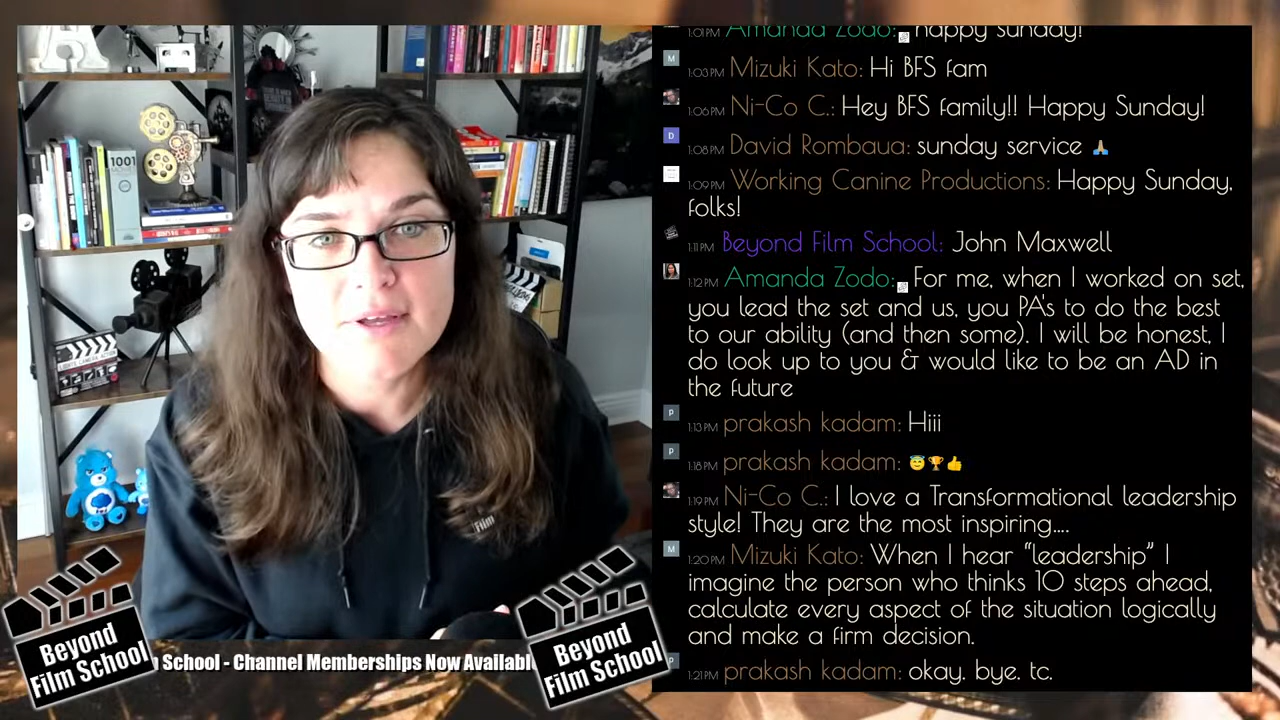 1001
MOVIES
LIGHTS, CAMERA, ACTION
Film
Beyond
Film School
School - Channel Memberships Now Availabl
Beyond
Film School
1:01 PM Amanda Zodo: happy sunday!
M 1:03 PM Mizuki Kato: Hi BFS fam
1:06 PM Ni-Co C.: Hey BFS family!! Happy Sunday!
D 1:08 PM David Rombaua: sunday service 🙏
1:09 PM Working Canine Productions: Happy Sunday,
folks!
1:11 PM Beyond Film School: John Maxwell
1:12 PM Amanda Zodo: For me, when I worked on set,
you lead the set and us, you PA's to do the best
to our ability (and then some). I will be honest, I
do look up to you & would like to be an AD in
the future
P 1:13 PM prakash kadam: Hiii
P 1:18 PM prakash kadam: 😇🏆👍
1:19 PM Ni-Co C.: I love a Transformational leadership
style! They are the most inspiring....
M 1:20 PM Mizuki Kato: When I hear “leadership” I
imagine the person who thinks 10 steps ahead,
calculate every aspect of the situation logically
and make a firm decision.
P 1:21 PM prakash kadam: okay. bye. tc.